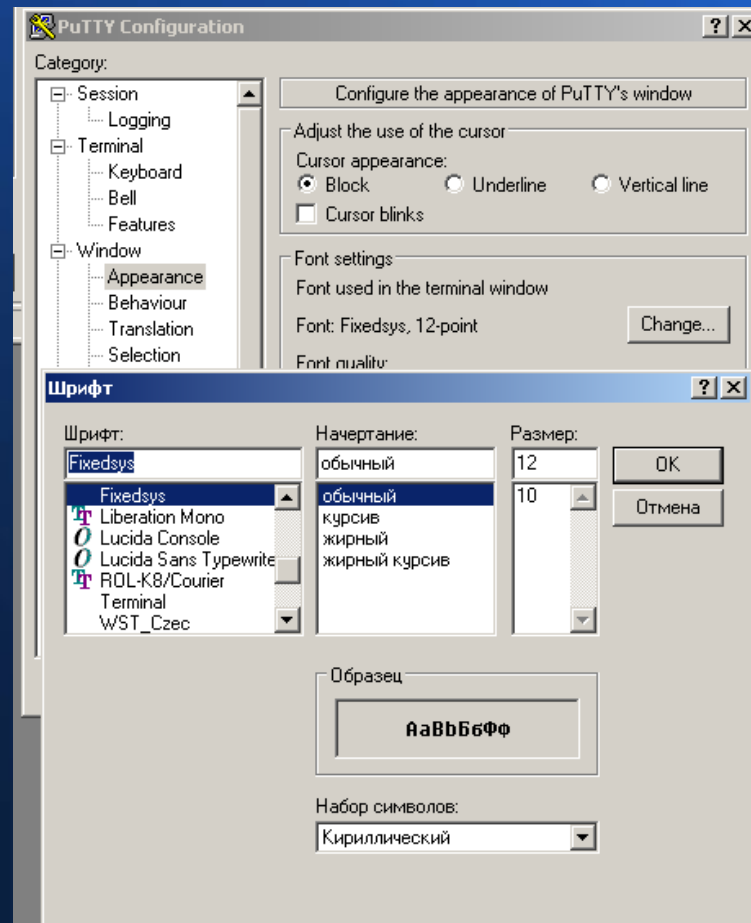 PuTTY Configuration
Category:
Session
Logging
Terminal
Keyboard
Bell
Features
Window
Appearance
Behaviour
Translation
Selection
Configure the appearance of PuTTY's window
Adjust the use of the cursor
Cursor appearance:
Block Underline Vertical line
Cursor blinks
Font settings
Font used in the terminal window
Font: Fixedsys, 12-point Change...
Font quality:
Шрифт
Шрифт: Начертание: Размер:
Fixedsys обычный 12 OK
Fixedsys обычный 10 Отмена
Liberation Mono курсив
Lucida Console жирный
Lucida Sans Typewrite жирный курсив
ROL-K8/Courier
Terminal
WST_Czec
Образец
АаВbБбФф
Набор символов:
Кириллический